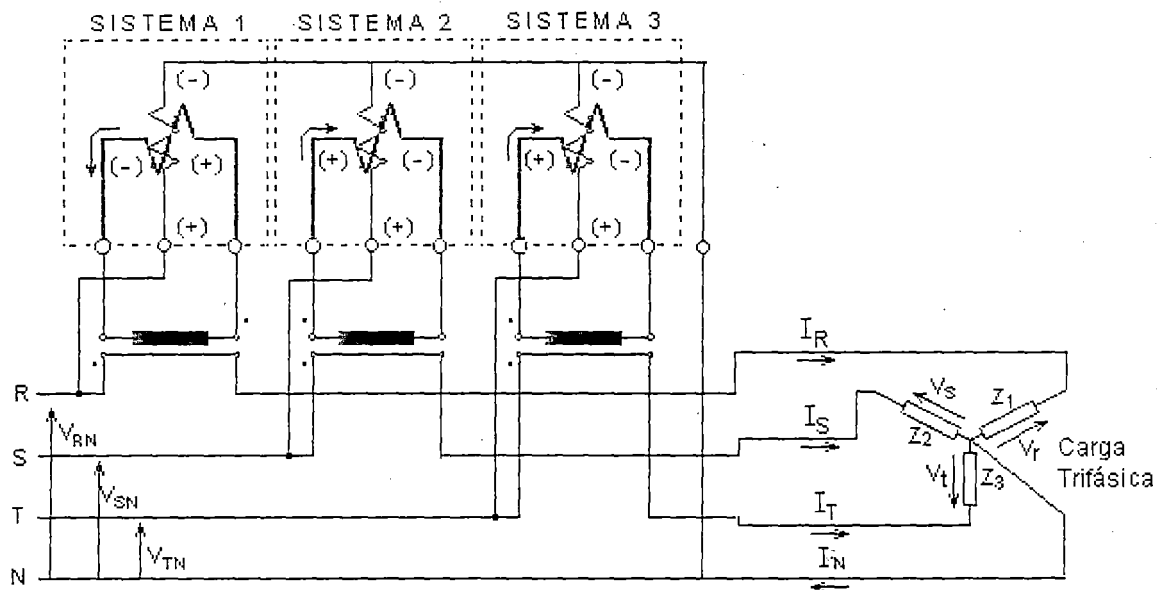 SISTEMA 1 SISTEMA 2 SISTEMA 3
(-) (-) (-)
(-) (+) (+) (-) (+) (-)
(+) (+) (+)
I_R
R
V_RN
V_s Z_1
I_S
Z_2 V_r Carga
S
V_SN
V_t Z_3 Trifásica
T
I_T
V_TN
I_N
N